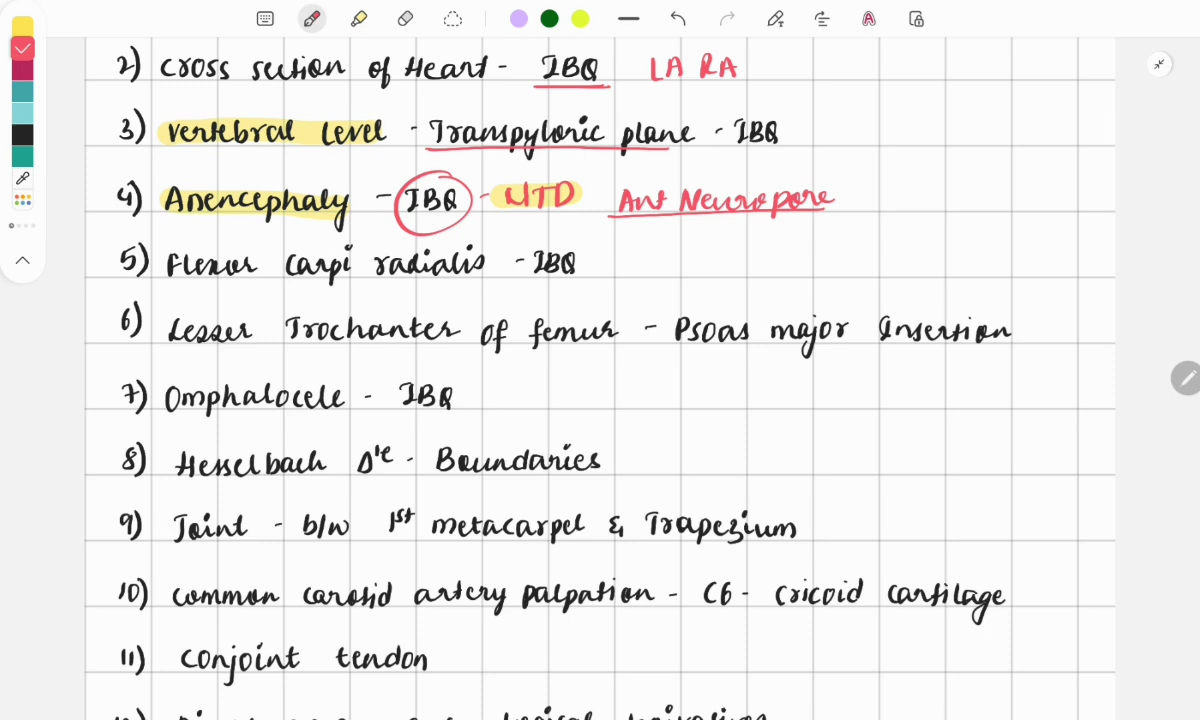 2) Cross section of Heart - IBQ LA RA
3) Vertebral Level - Transpyloric plane - IBQ
4) Anencephaly - IBQ - NTD Ant Neuropore
5) Flexor carpi radialis - IBQ
6) Lesser Trochanter of femur - Psoas major insertion
7) Omphalocele - IBQ
8) Hesselbach Δle - Boundaries
9) Joint - b/w 1st metacarpel & Trapezium
10) common carotid artery palpation - C6 - cricoid cartilage
11) conjoint tendon